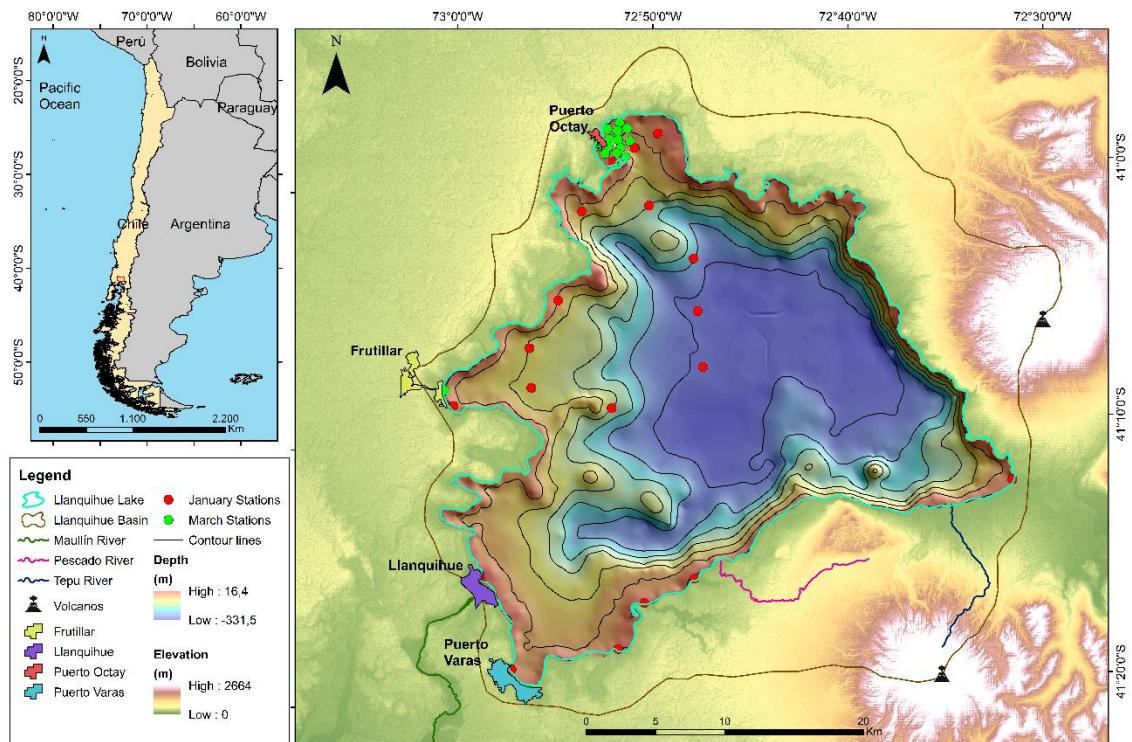 80°0'0"W 70°0'0"W 60°0'0"W
20°0'0"S
30°0'0"S
40°0'0"S
50°0'0"S
N
Perú
Bolivia
Pacific
Ocean
Paraguay
Chile
Argentina
0 550 1.100 2.200
Km
Legend
Llanquihue Lake
Llanquihue Basin
Maullín River
Pescado River
Tepu River
Volcanos
Frutillar
Llanquihue
Puerto Octay
Puerto Varas
January Stations
March Stations
Contour lines
Depth
(m)
High : 16,4
Low : -331,5
Elevation
(m)
High : 2664
Low : 0
73°0'0"W 72°50'0"W 72°40'0"W 72°30'0"W
N
Puerto
Octay
Frutillar
Llanquihue
Puerto
Varas
41°0'0"S
41°10'0"S
41°20'0"S
0 5 10 20
Km